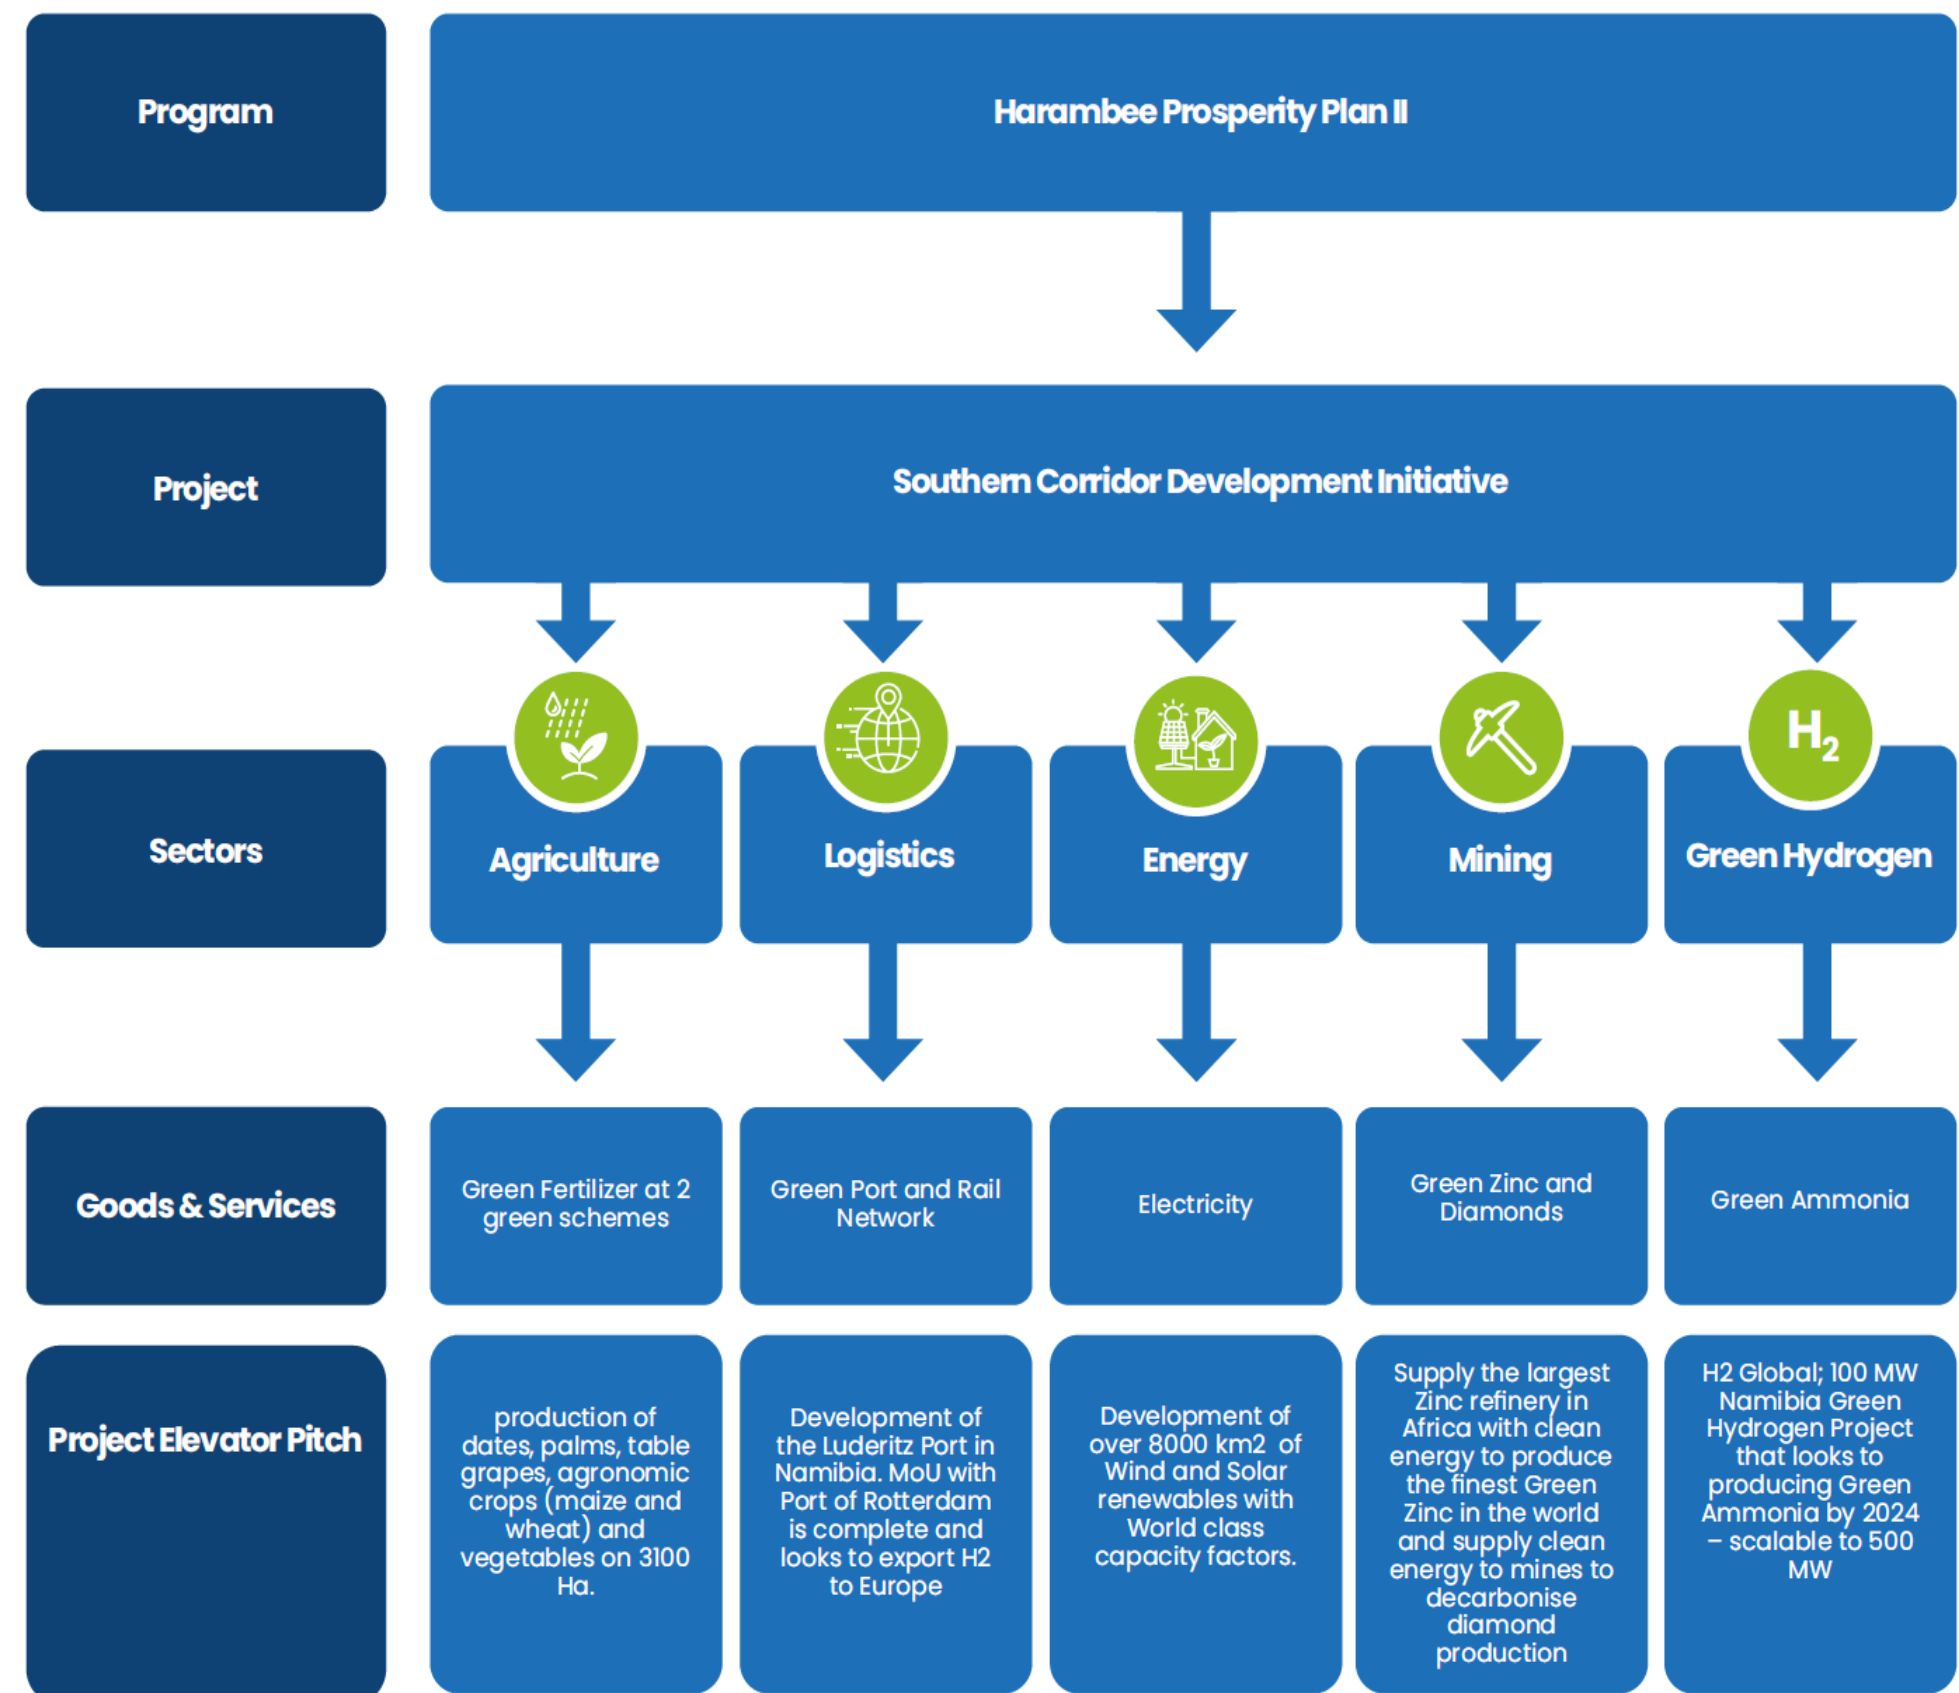 Program
Harambee Prosperity Plan II
Project
Southern Corridor Development Initiative
Sectors
Agriculture
Logistics
Energy
Mining
H2
Green Hydrogen
Goods & Services
Green Fertilizer at 2
green schemes
Green Port and Rail
Network
Electricity
Green Zinc and
Diamonds
Green Ammonia
Project Elevator Pitch
production of
dates, palms, table
grapes, agronomic
crops (maize and
wheat) and
vegetables on 3100
Ha.
Development of
the Luderitz Port in
Namibia. MoU with
Port of Rotterdam
is complete and
looks to export H2
to Europe
Development of
over 8000 km2 of
Wind and Solar
renewables with
World class
capacity factors.
Supply the largest
Zinc refinery in
Africa with clean
energy to produce
the finest Green
Zinc in the world
and supply clean
energy to mines to
decarbonise
diamond
production
H2 Global; 100 MW
Namibia Green
Hydrogen Project
that looks to
producing Green
Ammonia by 2024
– scalable to 500
MW